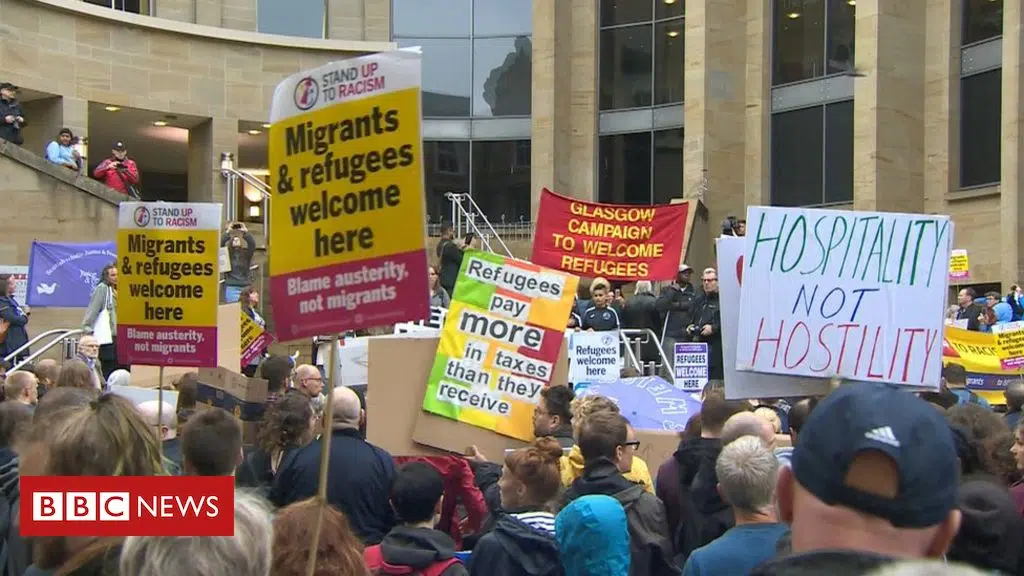 STAND UP
TO RACISM
Migrants
& refugees
welcome
here
Blame austerity,
not migrants
STAND UP
TO RACISM
Migrants
& refugees
welcome
here
Blame austerity,
not migrants
GLASGOW
CAMPAIGN
TO WELCOME
REFUGEES
Refugees
pay
more
in taxes
than they
receive
HOSPITALITY
NOT
HOSTILITY
Refugees
welcome
here
REFUGEES
WELCOME
HERE
BBC NEWS